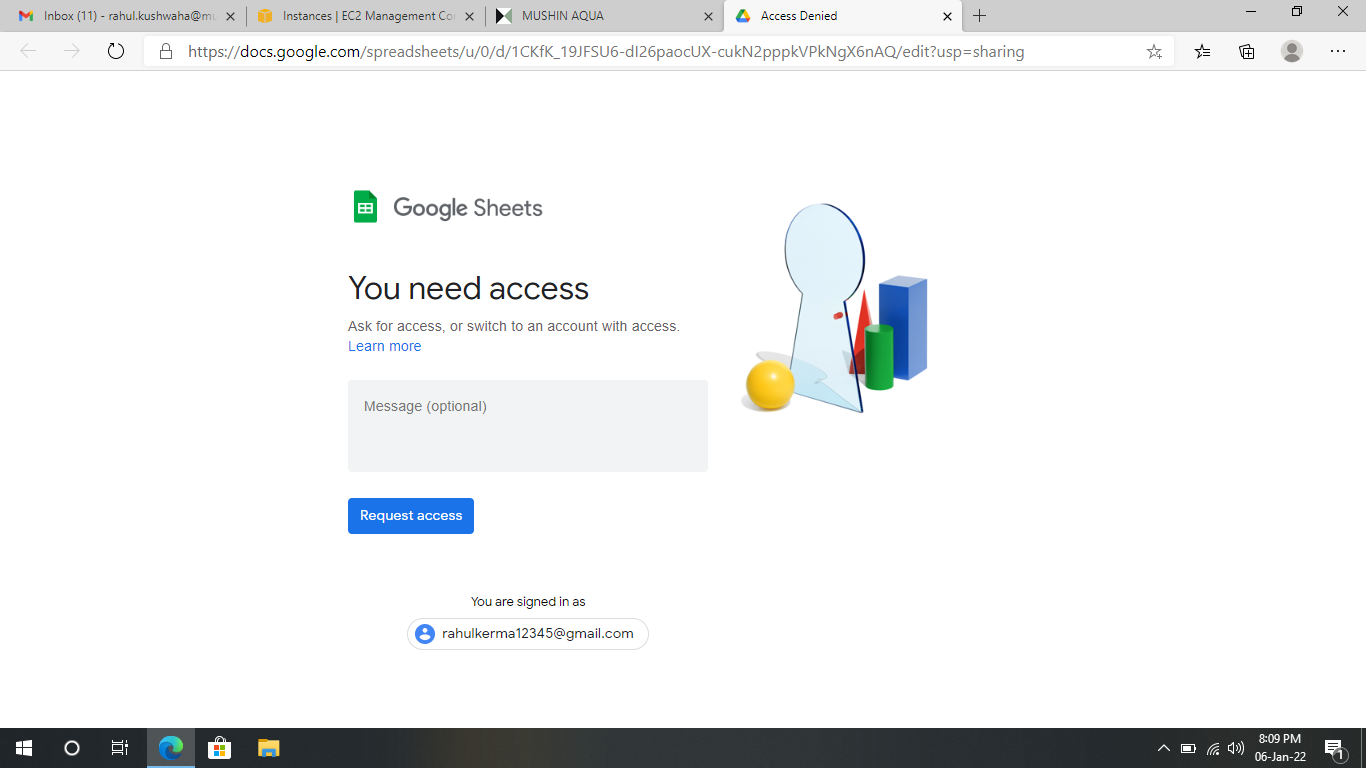 Inbox (11) - rahul.kushwaha@mu
Instances | EC2 Management Co
MUSHIN AQUA
Access Denied
https://docs.google.com/spreadsheets/u/0/d/1CKfK_19JFSU6-dI26paocUX-cukN2pppkVPkNgX6nAQ/edit?usp=sharing
Google Sheets
You need access
Ask for access, or switch to an account with access.
Learn more
Message (optional)
Request access
You are signed in as
rahulkerma12345@gmail.com
8:09 PM
06-Jan-22
1